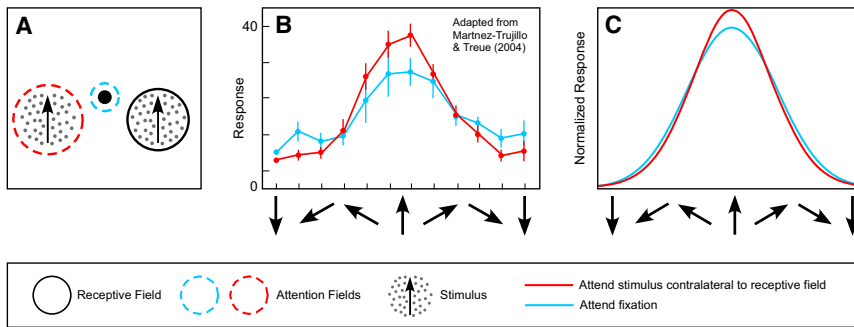 A
B
Adapted from
Martnez-Trujillo
& Treue (2004)
40
Response
0
C
Normalized Response
Receptive Field
Attention Fields
Stimulus
Attend stimulus contralateral to receptive field
Attend fixation